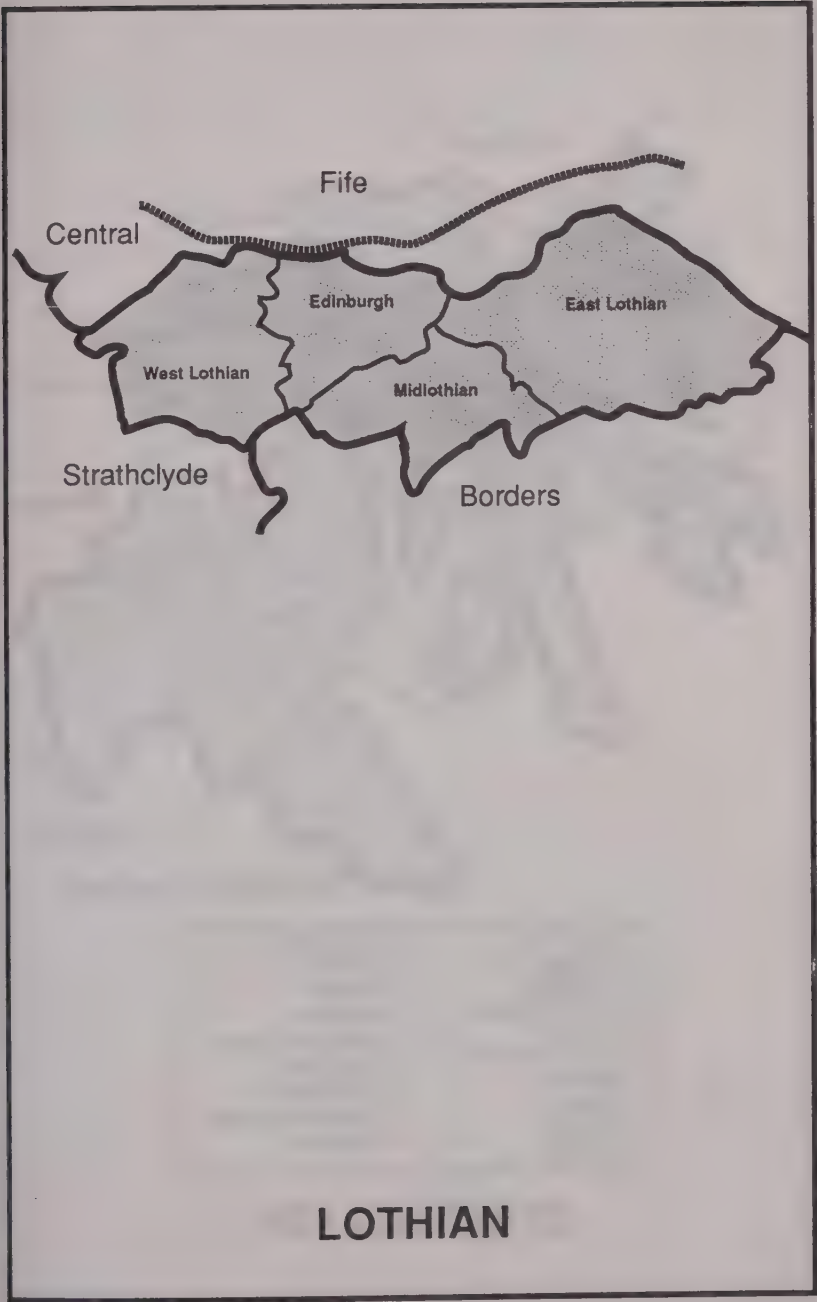 Fife
Central
Edinburgh
East Lothian
West Lothian
Midlothian
Strathclyde
Borders
LOTHIAN